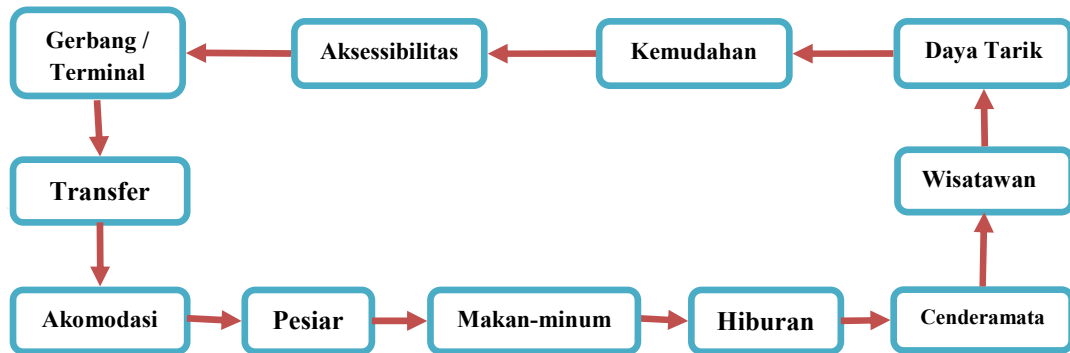 Gerbang /
Terminal
Aksessibilitas
Kemudahan
Daya Tarik
Transfer
Wisatawan
Akomodasi
Pesiar
Makan-minum
Hiburan
Cenderamata